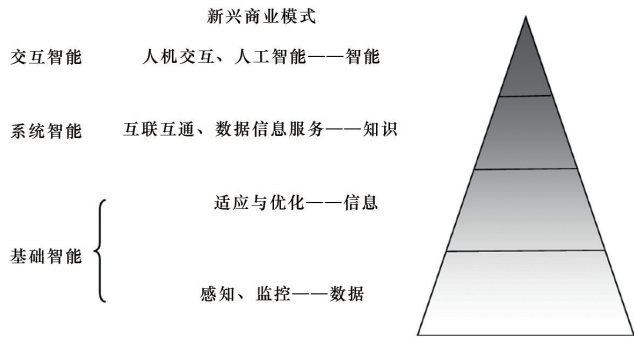 新兴商业模式
交互智能 人机交互、人工智能——智能
系统智能 互联互通、数据信息服务——知识
适应与优化——信息
基础智能
感知、监控——数据